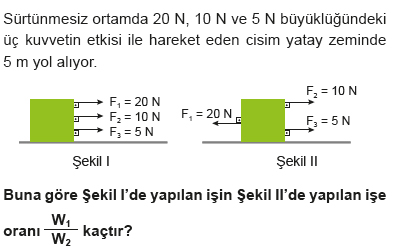 Sürtünmesiz ortamda 20 N, 10 N ve 5 N büyüklüğündeki
üç kuvvetin etkisi ile hareket eden cisim yatay zeminde
5 m yol alıyor.
F₁ = 20 N
F₂ = 10 N
F₃ = 5 N
Şekil I
F₂ = 10 N
F₁ = 20 N
F₃ = 5 N
Şekil II
Buna göre Şekil I'de yapılan işin Şekil II'de yapılan işe
oranı W₁/W₂ kaçtır?